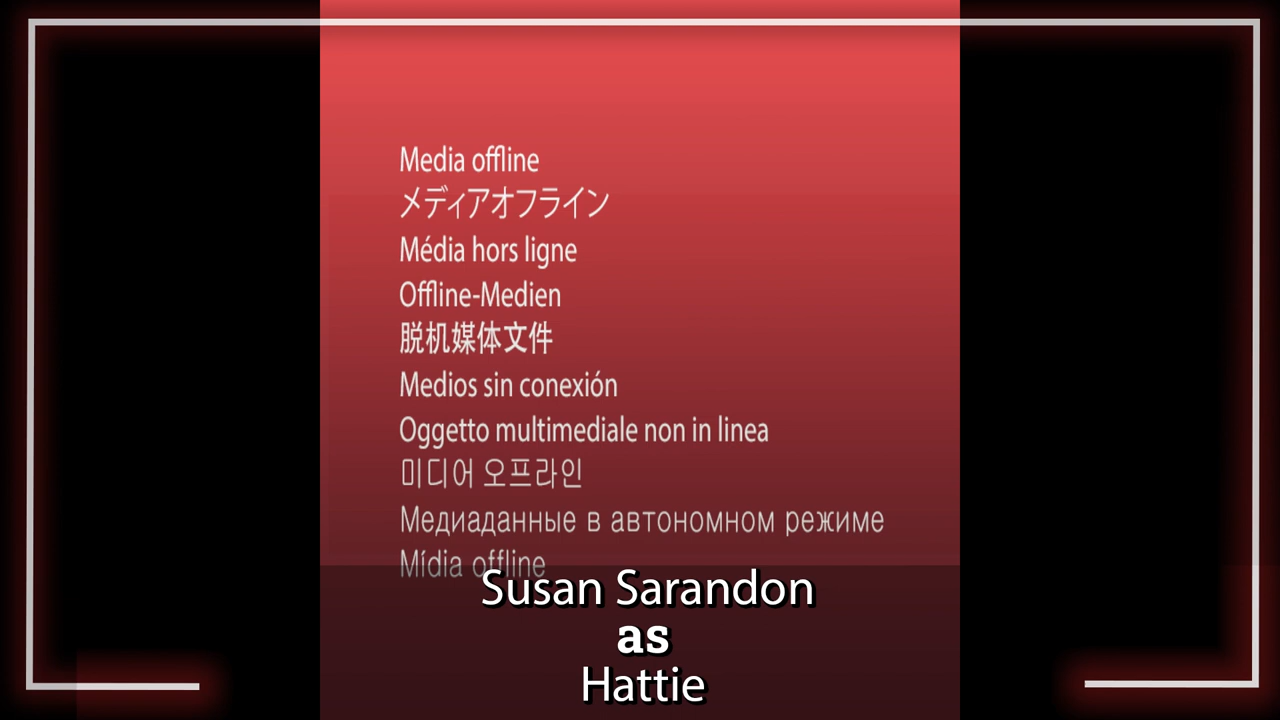 Media offline
メディアオフライン
Média hors ligne
Offline-Medien
脱机媒体文件
Medios sin conexión
Oggetto multimediale non in linea
미디어 오프라인
Медиаданные в автономном режиме
Mídia offline
Susan Sarandon
as
Hattie